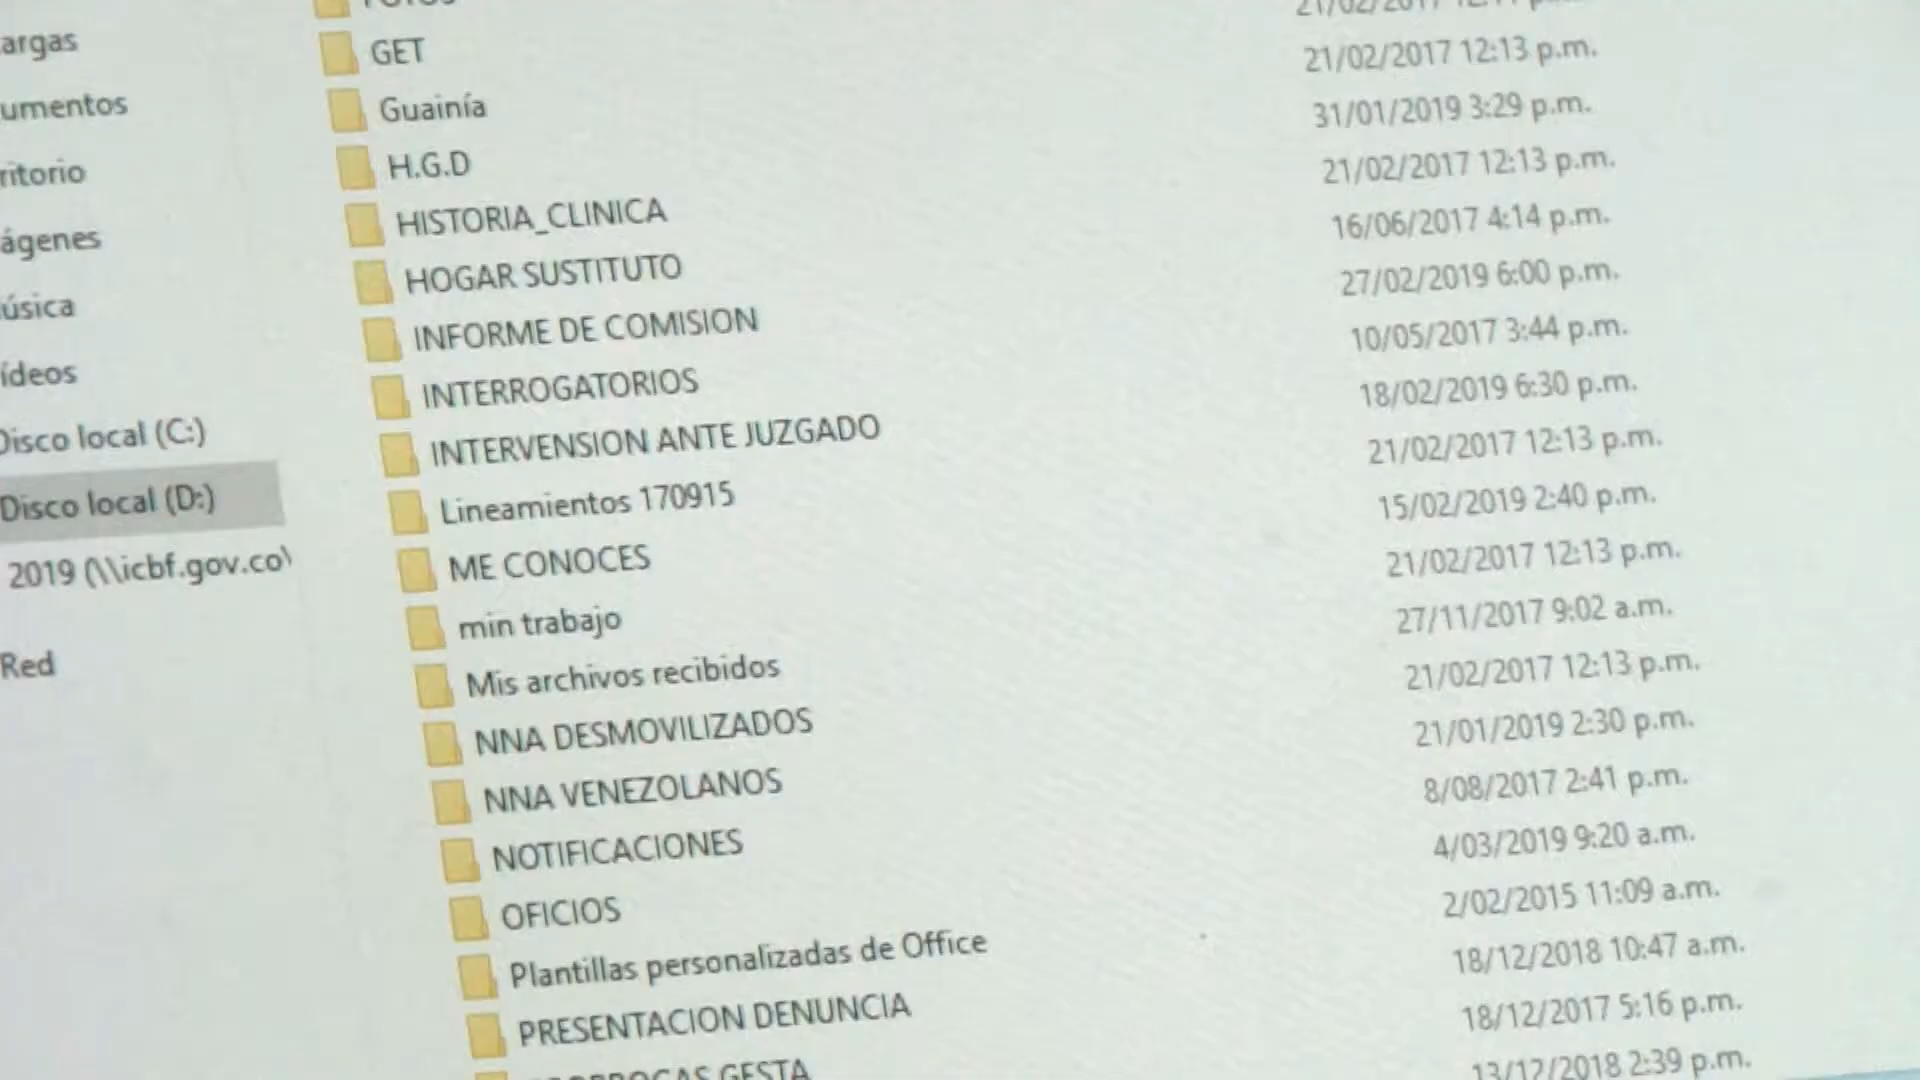 argas
umentos
ritorio
ágenes
úsica
ídeos
Disco local (C:)
Disco local (D:)
2019 (\\icbf.gov.co\
Red
FOTOS
GET
Guainía
H.G.D
HISTORIA_CLINICA
HOGAR SUSTITUTO
INFORME DE COMISION
INTERROGATORIOS
INTERVENSION ANTE JUZGADO
Lineamientos 170915
ME CONOCES
min trabajo
Mis archivos recibidos
NNA DESMOVILIZADOS
NNA VENEZOLANOS
NOTIFICACIONES
OFICIOS
Plantillas personalizadas de Office
PRESENTACION DENUNCIA
GESTA
21/02/2017
21/02/2017 12:13 p.m.
31/01/2019 3:29 p.m.
21/02/2017 12:13 p.m.
16/06/2017 4:14 p.m.
27/02/2019 6:00 p.m.
10/05/2017 3:44 p.m.
18/02/2019 6:30 p.m.
21/02/2017 12:13 p.m.
15/02/2019 2:40 p.m.
21/02/2017 12:13 p.m.
27/11/2017 9:02 a.m.
21/02/2017 12:13 p.m.
21/01/2019 2:30 p.m.
8/08/2017 2:41 p.m.
4/03/2019 9:20 a.m.
2/02/2015 11:09 a.m.
18/12/2018 10:47 a.m.
18/12/2017 5:16 p.m.
13/12/2018 2:39 p.m.